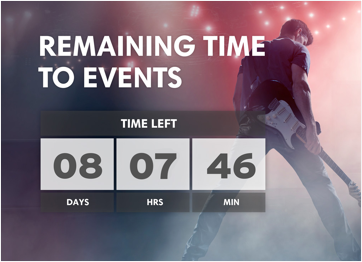 REMAINING TIME
TO EVENTS
TIME LEFT
08 07 46
DAYS HRS MIN